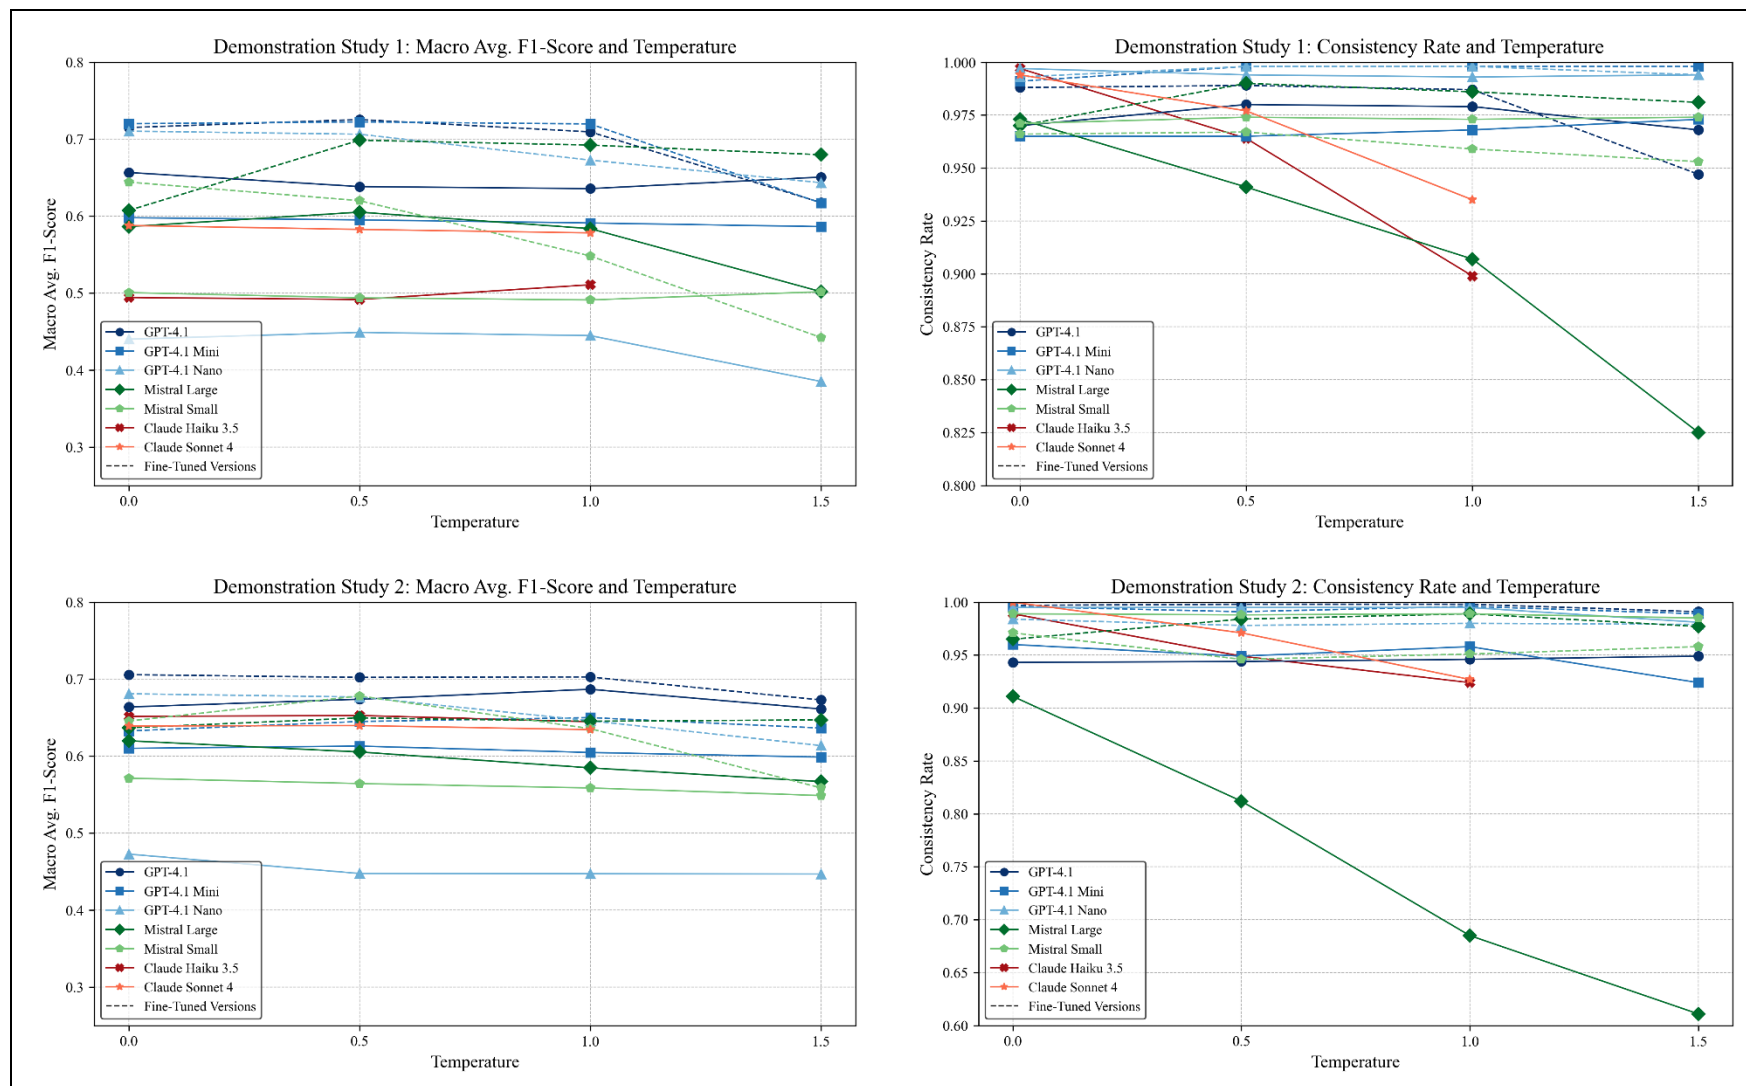 Demonstration Study 1: Macro Avg. F1-Score and Temperature
Macro Avg. F1-Score
0.8
0.7
0.6
0.5
0.4
0.3
GPT-4.1
GPT-4.1 Mini
GPT-4.1 Nano
Mistral Large
Mistral Small
Claude Haiku 3.5
Claude Sonnet 4
Fine-Tuned Versions
0.0 0.5 1.0 1.5
Temperature
Demonstration Study 1: Consistency Rate and Temperature
Consistency Rate
1.000
0.975
0.950
0.925
0.900
0.875
0.850
0.825
0.800
GPT-4.1
GPT-4.1 Mini
GPT-4.1 Nano
Mistral Large
Mistral Small
Claude Haiku 3.5
Claude Sonnet 4
Fine-Tuned Versions
0.0 0.5 1.0 1.5
Temperature
Demonstration Study 2: Macro Avg. F1-Score and Temperature
Macro Avg. F1-Score
0.8
0.7
0.6
0.5
0.4
0.3
GPT-4.1
GPT-4.1 Mini
GPT-4.1 Nano
Mistral Large
Mistral Small
Claude Haiku 3.5
Claude Sonnet 4
Fine-Tuned Versions
0.0 0.5 1.0 1.5
Temperature
Demonstration Study 2: Consistency Rate and Temperature
Consistency Rate
1.00
0.95
0.90
0.85
0.80
0.75
0.70
0.65
0.60
GPT-4.1
GPT-4.1 Mini
GPT-4.1 Nano
Mistral Large
Mistral Small
Claude Haiku 3.5
Claude Sonnet 4
Fine-Tuned Versions
0.0 0.5 1.0 1.5
Temperature